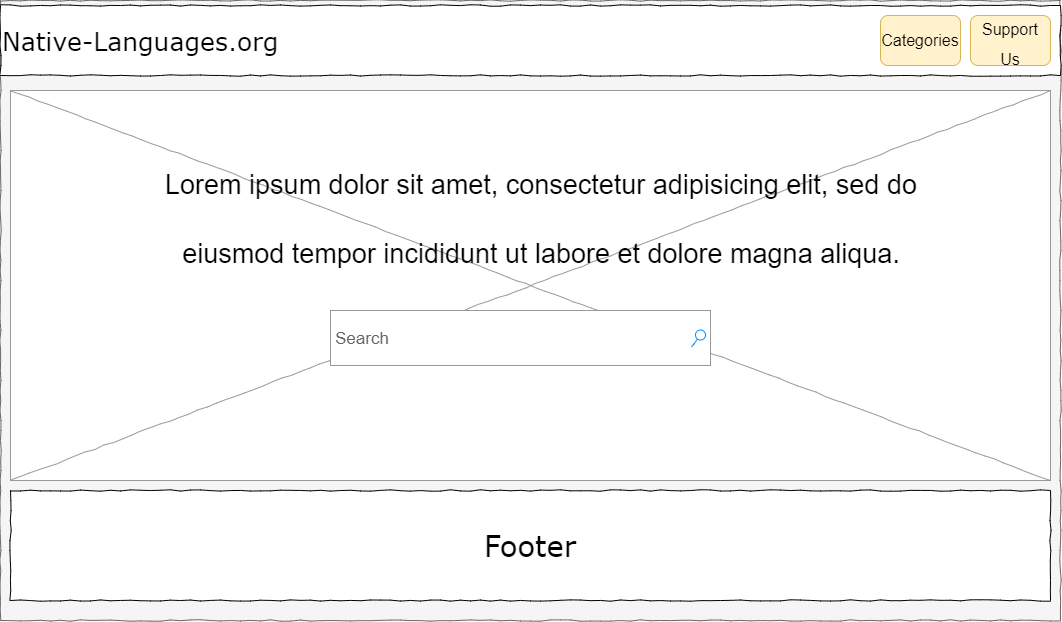 Native-Languages.org
Categories
Support
Us
Lorem ipsum dolor sit amet, consectetur adipisicing elit, sed do
eiusmod tempor incididunt ut labore et dolore magna aliqua.
Search
Footer